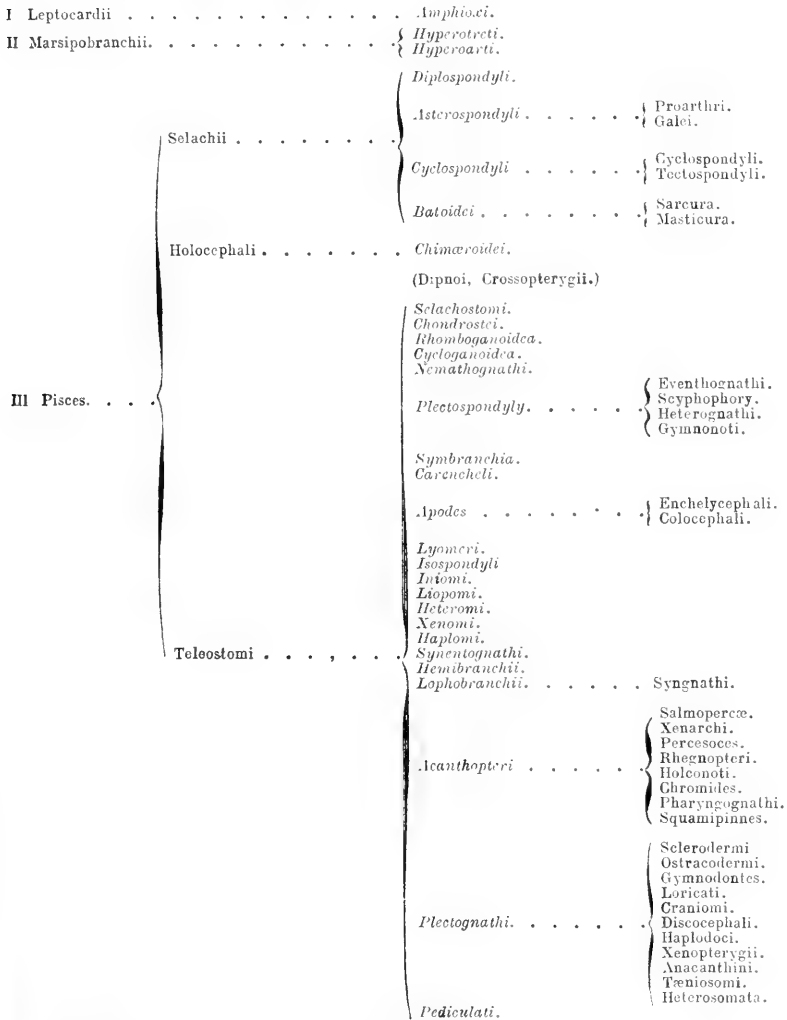 I Leptocardii . . . . . . . . . . . . . Amphioxi.
II Marsipobranchii. . . . . . . . . . . . Hyperotreti.
Hyperoarti.
Diplospondyli.
Asterospondyli . . . . . . Proarthri.
Galei.
Selachii . . . . . . . .
Cyclospondyli . . . . . . Cyclospondyli.
Tectospondyli.
Batoidei . . . . . . . . Sarcura.
Masticura.
Holocephali . . . . . . . Chimæroidei.
(Dipnoi, Crossopterygii.)
Selachostomi.
Chondrostei.
Rhomboganoidea.
Cycloganoidea.
Nemathognathi.
III Pisces. . . .
Plectospondyly. . . . . . Eventhognathi.
Scyphophory.
Heterognathi.
Gymnonoti.
Symbranchia.
Carencheli.
Apodes . . . . . . . . Enchelycephali.
Colocephali.
Lyomeri.
Isospondyli
Iniomi.
Liopomi.
Heteromi.
Xenomi.
Haplomi.
Teleostomi . . . , . . . Synentognathi.
Hemibranchii.
Lophobranchii. . . . . . Syngnathi.
Acanthopteri . . . . . . Salmopercæ.
Xenarchi.
Percesoces.
Rhegnopteri.
Holconoti.
Chromides.
Pharyngognathi.
Squamipinnes.
Plectognathi. . . . . . . Sclerodermi
Ostracodermi.
Gymnodontes.
Loricati.
Craniomi.
Discocephali.
Haplodoci.
Xenopterygii.
Anacanthini.
Tæniosomi.
Heterosomata.
Pediculati.